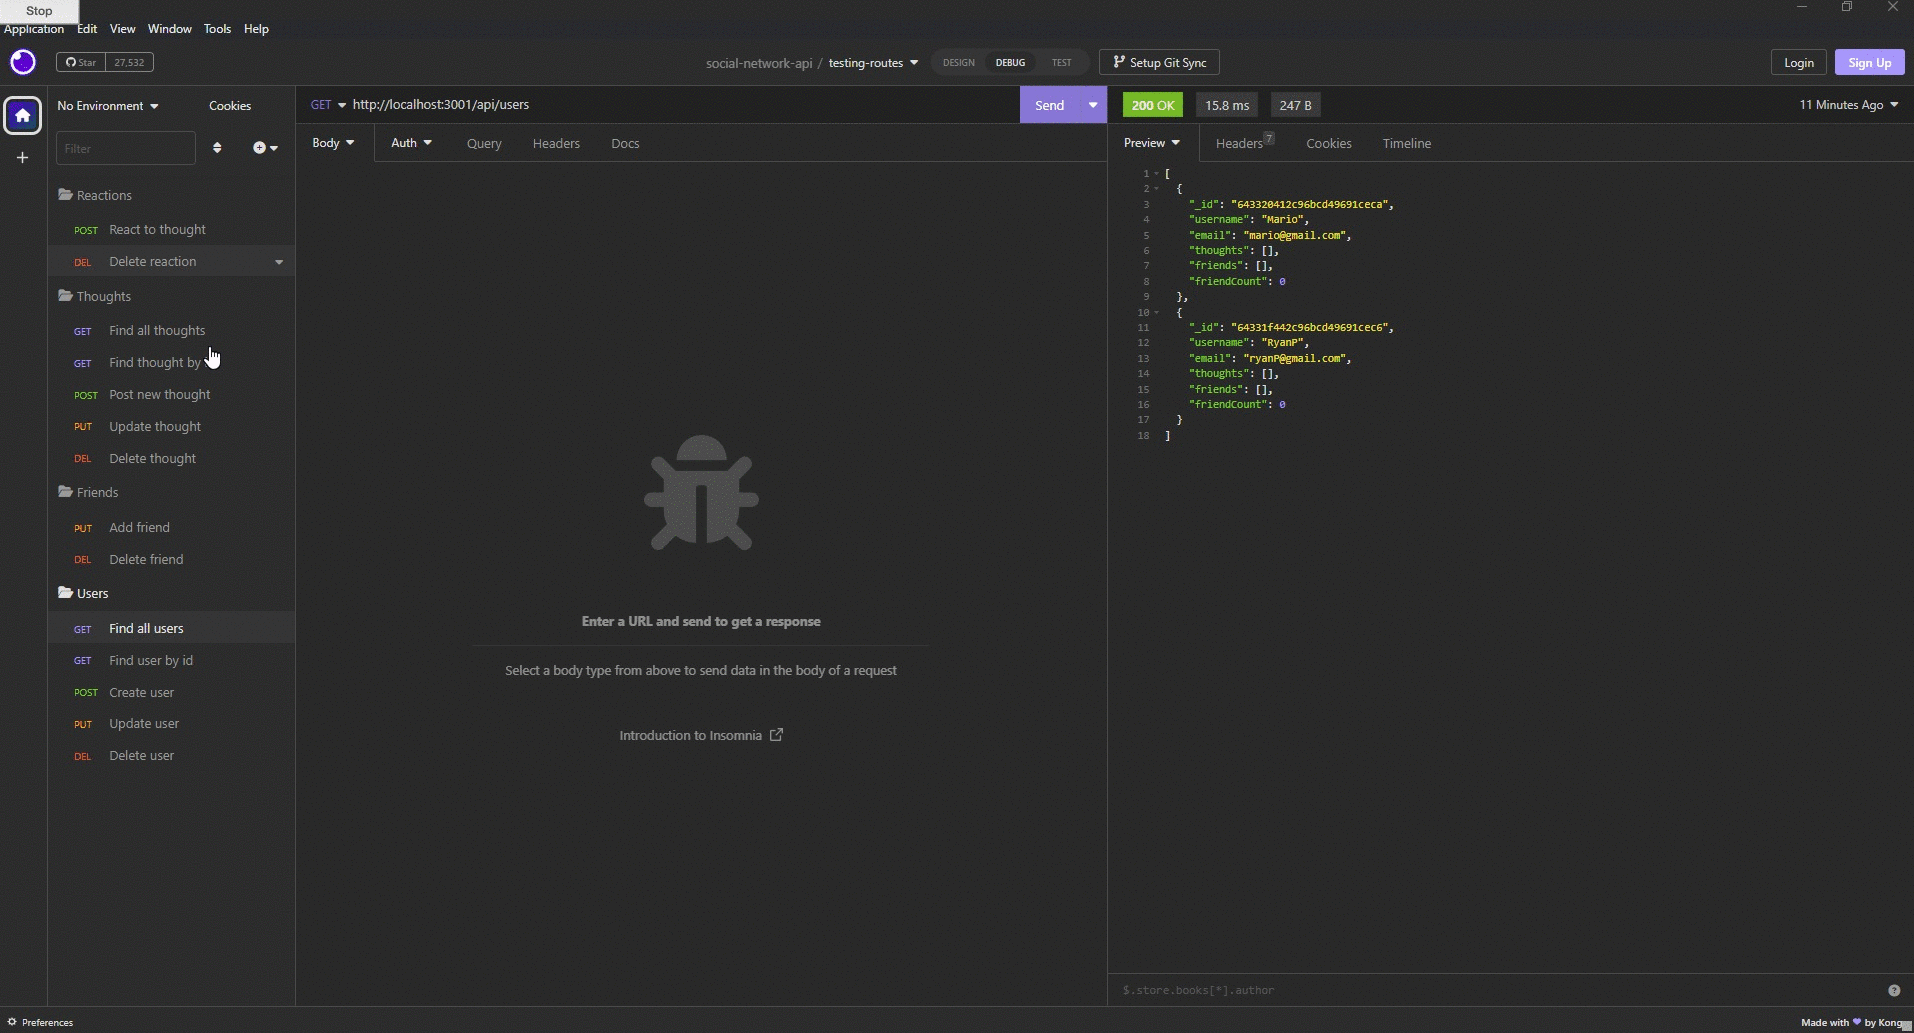 Stop
Application Edit View Window Tools Help
Star 27,532
social-network-api / testing-routes
DESIGN DEBUG TEST
Setup Git Sync
Login Sign Up
No Environment Cookies
Filter
Reactions
POST React to thought
DEL Delete reaction
Thoughts
GET Find all thoughts
GET Find thought by
POST Post new thought
PUT Update thought
DEL Delete thought
Friends
PUT Add friend
DEL Delete friend
Users
GET Find all users
GET Find user by id
POST Create user
PUT Update user
DEL Delete user
GET http://localhost:3001/api/users Send
Body Auth Query Headers Docs
Enter a URL and send to get a response
Select a body type from above to send data in the body of a request
Introduction to Insomnia
200 OK 15.8 ms 247 B 11 Minutes Ago
Preview Headers 7 Cookies Timeline
1 [
2 {
3 "_id": "643320412c96bcd49691ceca",
4 "username": "Mario",
5 "email": "mario@gmail.com",
6 "thoughts": [],
7 "friends": [],
8 "friendCount": 0
9 },
10 {
11 "_id": "64331f442c96bcd49691cec6",
12 "username": "RyanP",
13 "email": "ryanP@gmail.com",
14 "thoughts": [],
15 "friends": [],
16 "friendCount": 0
17 }
18 ]
$.store.books[*].author
Preferences
Made with by Kong